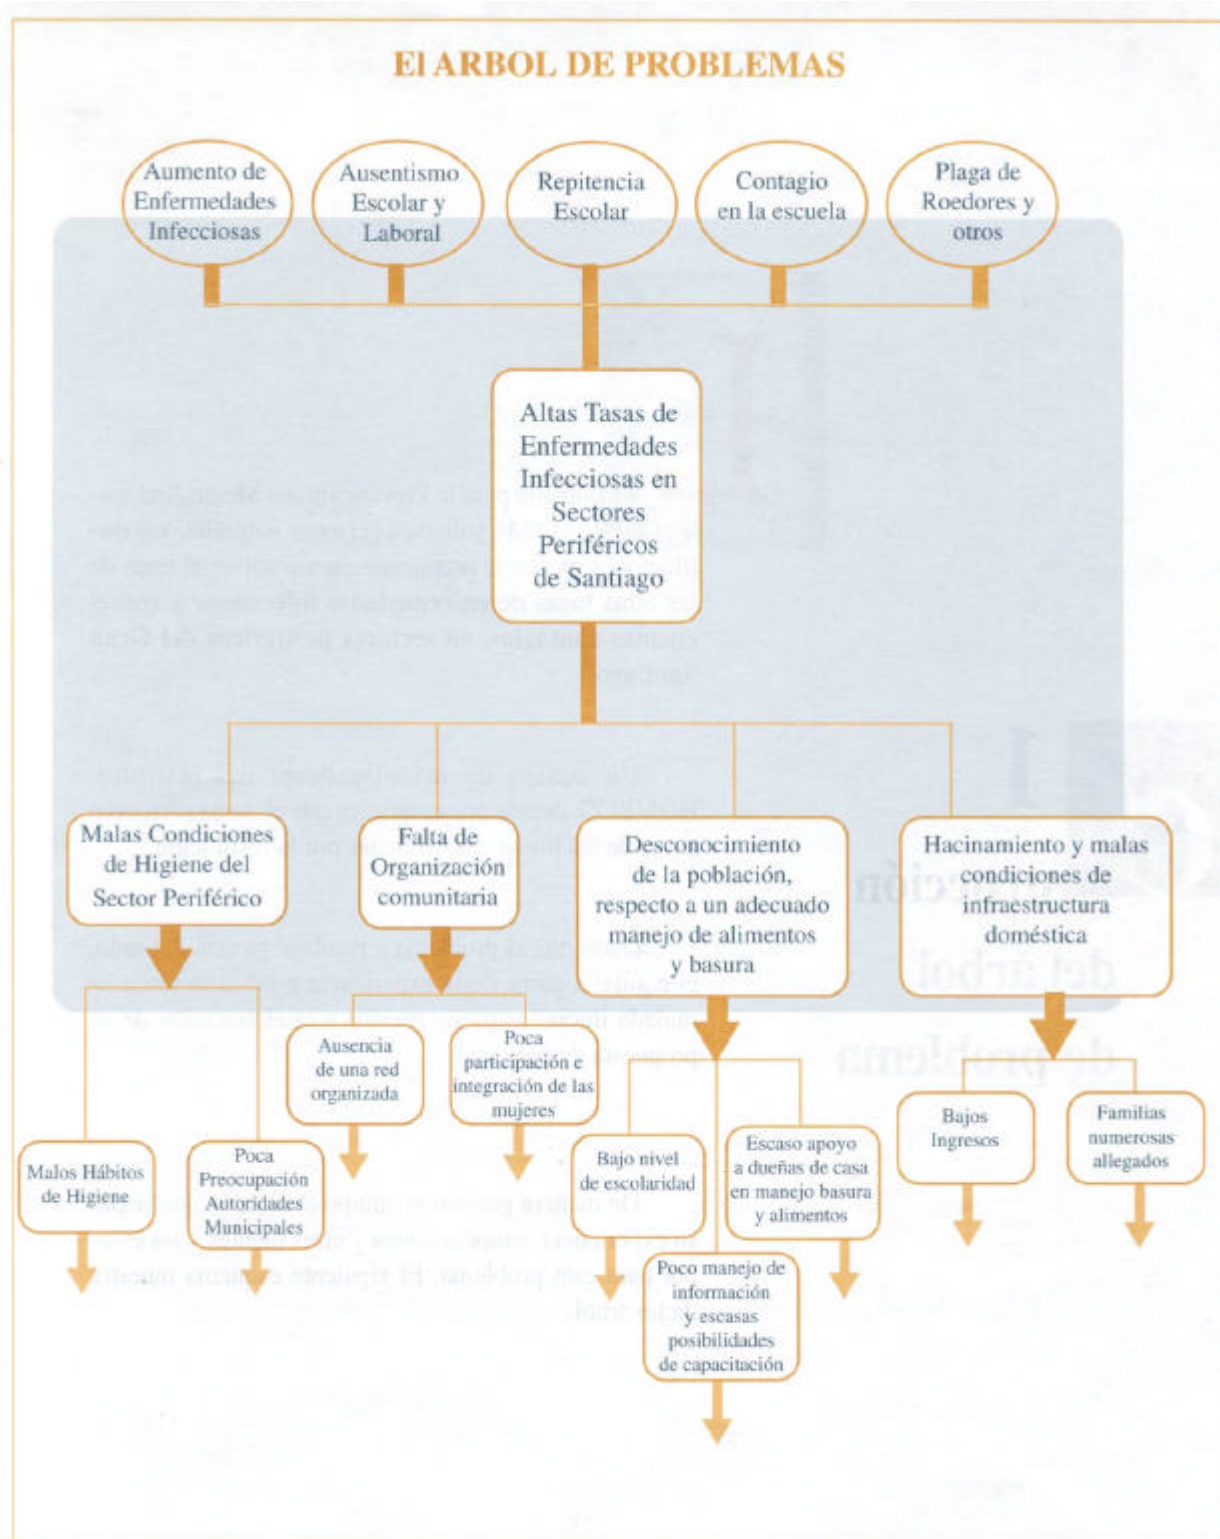 El ARBOL DE PROBLEMAS
Aumento de
Enfermedades
Infecciosas
Ausentismo
Escolar y
Laboral
Repitencia
Escolar
Contagio
en la escuela
Plaga de
Roedores y
otros
Altas Tasas de
Enfermedades
Infecciosas en
Sectores
Periféricos
de Santiago
Malas Condiciones
de Higiene del
Sector Periférico
Falta de
Organización
comunitaria
Desconocimiento
de la población,
respecto a un adecuado
manejo de alimentos
y basura
Hacinamiento y malas
condiciones de
infraestructura
doméstica
Malos Hábitos
de Higiene
Poca
Preocupación
Autoridades
Municipales
Ausencia
de una red
organizada
Poca
participación e
integración de las
mujeres
Bajo nivel
de escolaridad
Poco manejo de
información
y escasas
posibilidades
de capacitación
Escaso apoyo
a dueñas de casa
en manejo basura
y alimentos
Bajos
Ingresos
Familias
numerosas
allegados